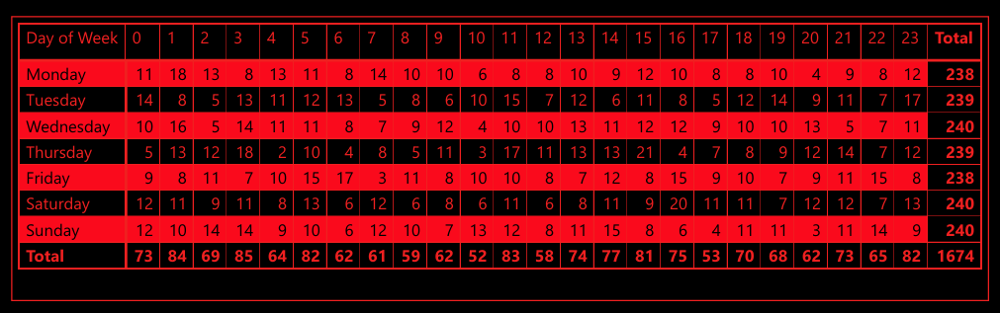 Day of Week 0 1 2 3 4 5 6 7 8 9 10 11 12 13 14 15 16 17 18 19 20 21 22 23 Total
Monday 11 18 13 8 13 11 8 14 10 10 6 8 8 10 9 12 10 8 8 10 4 9 8 12 238
Tuesday 14 8 5 13 11 12 13 5 8 6 10 15 7 12 6 11 8 5 12 14 9 11 7 17 239
Wednesday 10 16 5 14 11 11 8 7 9 12 4 10 10 13 11 12 12 9 10 10 13 5 7 11 240
Thursday 5 13 12 18 2 10 4 8 5 11 3 17 11 13 13 21 4 7 8 9 12 14 7 12 239
Friday 9 8 11 7 10 15 17 3 11 8 10 10 8 7 12 8 15 9 10 7 9 11 15 8 238
Saturday 12 11 9 11 8 13 6 12 6 8 6 11 6 8 11 9 20 11 11 7 12 12 7 13 240
Sunday 12 10 14 14 9 10 6 12 10 7 13 12 8 11 15 8 6 4 11 11 3 11 14 9 240
Total 73 84 69 85 64 82 62 61 59 62 52 83 58 74 77 81 75 53 70 68 62 73 65 82 1674